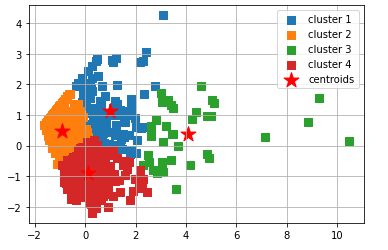 4
3
2
1
0
−1
−2
−2
0
2
4
6
8
10
cluster 1
cluster 2
cluster 3
cluster 4
centroids